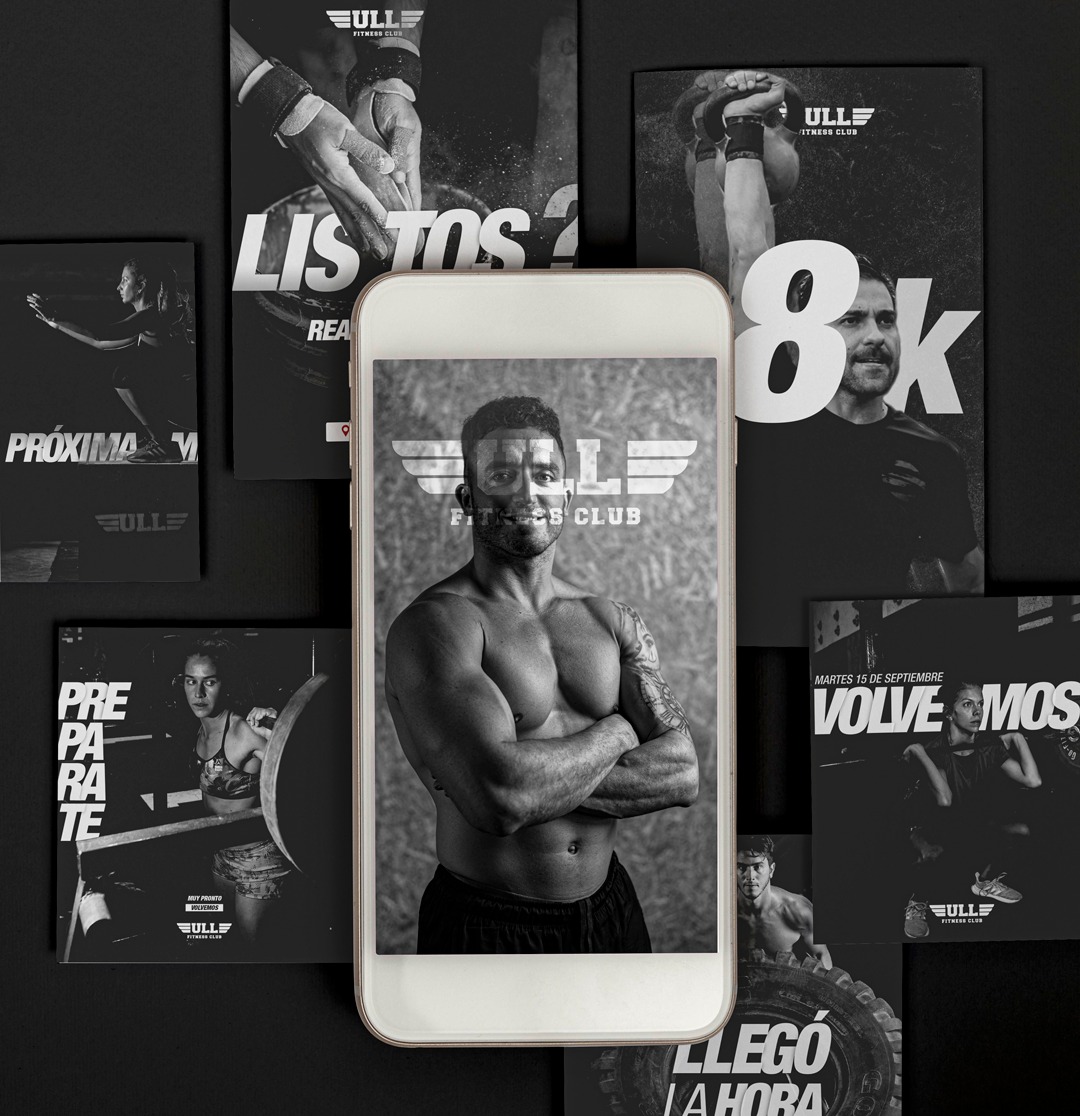 ULL
FITNESS CLUB
LISTOS ?
REA
ULL
FITNESS CLUB
8k
PRÓXIMA
ULL
ULL
FITNESS CLUB
PRE
PA
RA
TE
MUY PRONTO
VOLVEMOS
ULL
FITNESS CLUB
MARTES 15 DE SEPTIEMBRE
VOLVEMOS
ULL
FITNESS CLUB
LLEGÓ
LA HORA